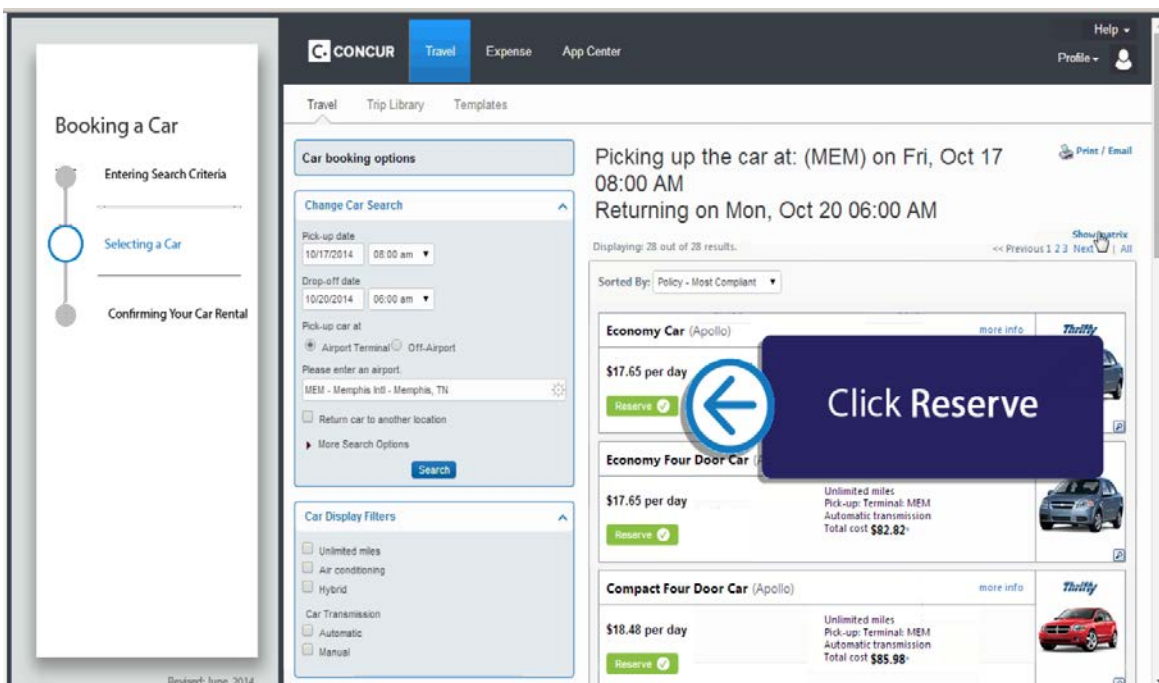 Booking a Car
Entering Search Criteria
Selecting a Car
Confirming Your Car Rental
Revised: June, 2014
C. CONCUR
Travel
Expense
App Center
Help
Profile
Travel
Trip Library
Templates
Car booking options
Change Car Search
Pick-up date
10/17/2014
08:00 am
Drop-off date
10/20/2014
06:00 am
Pick-up car at
Airport Terminal
Off-Airport
Please enter an airport.
MEM - Memphis Intl - Memphis, TN
Return car to another location
More Search Options
Search
Car Display Filters
Unlimited miles
Air conditioning
Hybrid
Car Transmission
Automatic
Manual
Picking up the car at: (MEM) on Fri, Oct 17
08:00 AM
Returning on Mon, Oct 20 06:00 AM
Print / Email
Show matrix
Displaying: 28 out of 28 results.
<< Previous 1 2 3 Next | All
Sorted By: Policy - Most Compliant
Economy Car (Apollo)
more info
Thrifty
$17.65 per day
Reserve
Click Reserve
Economy Four Door Car
$17.65 per day
Unlimited miles
Pick-up: Terminal: MEM
Automatic transmission
Total cost $82.82*
Reserve
Compact Four Door Car (Apollo)
more info
Thrifty
$18.48 per day
Unlimited miles
Pick-up: Terminal: MEM
Automatic transmission
Total cost $85.98*
Reserve